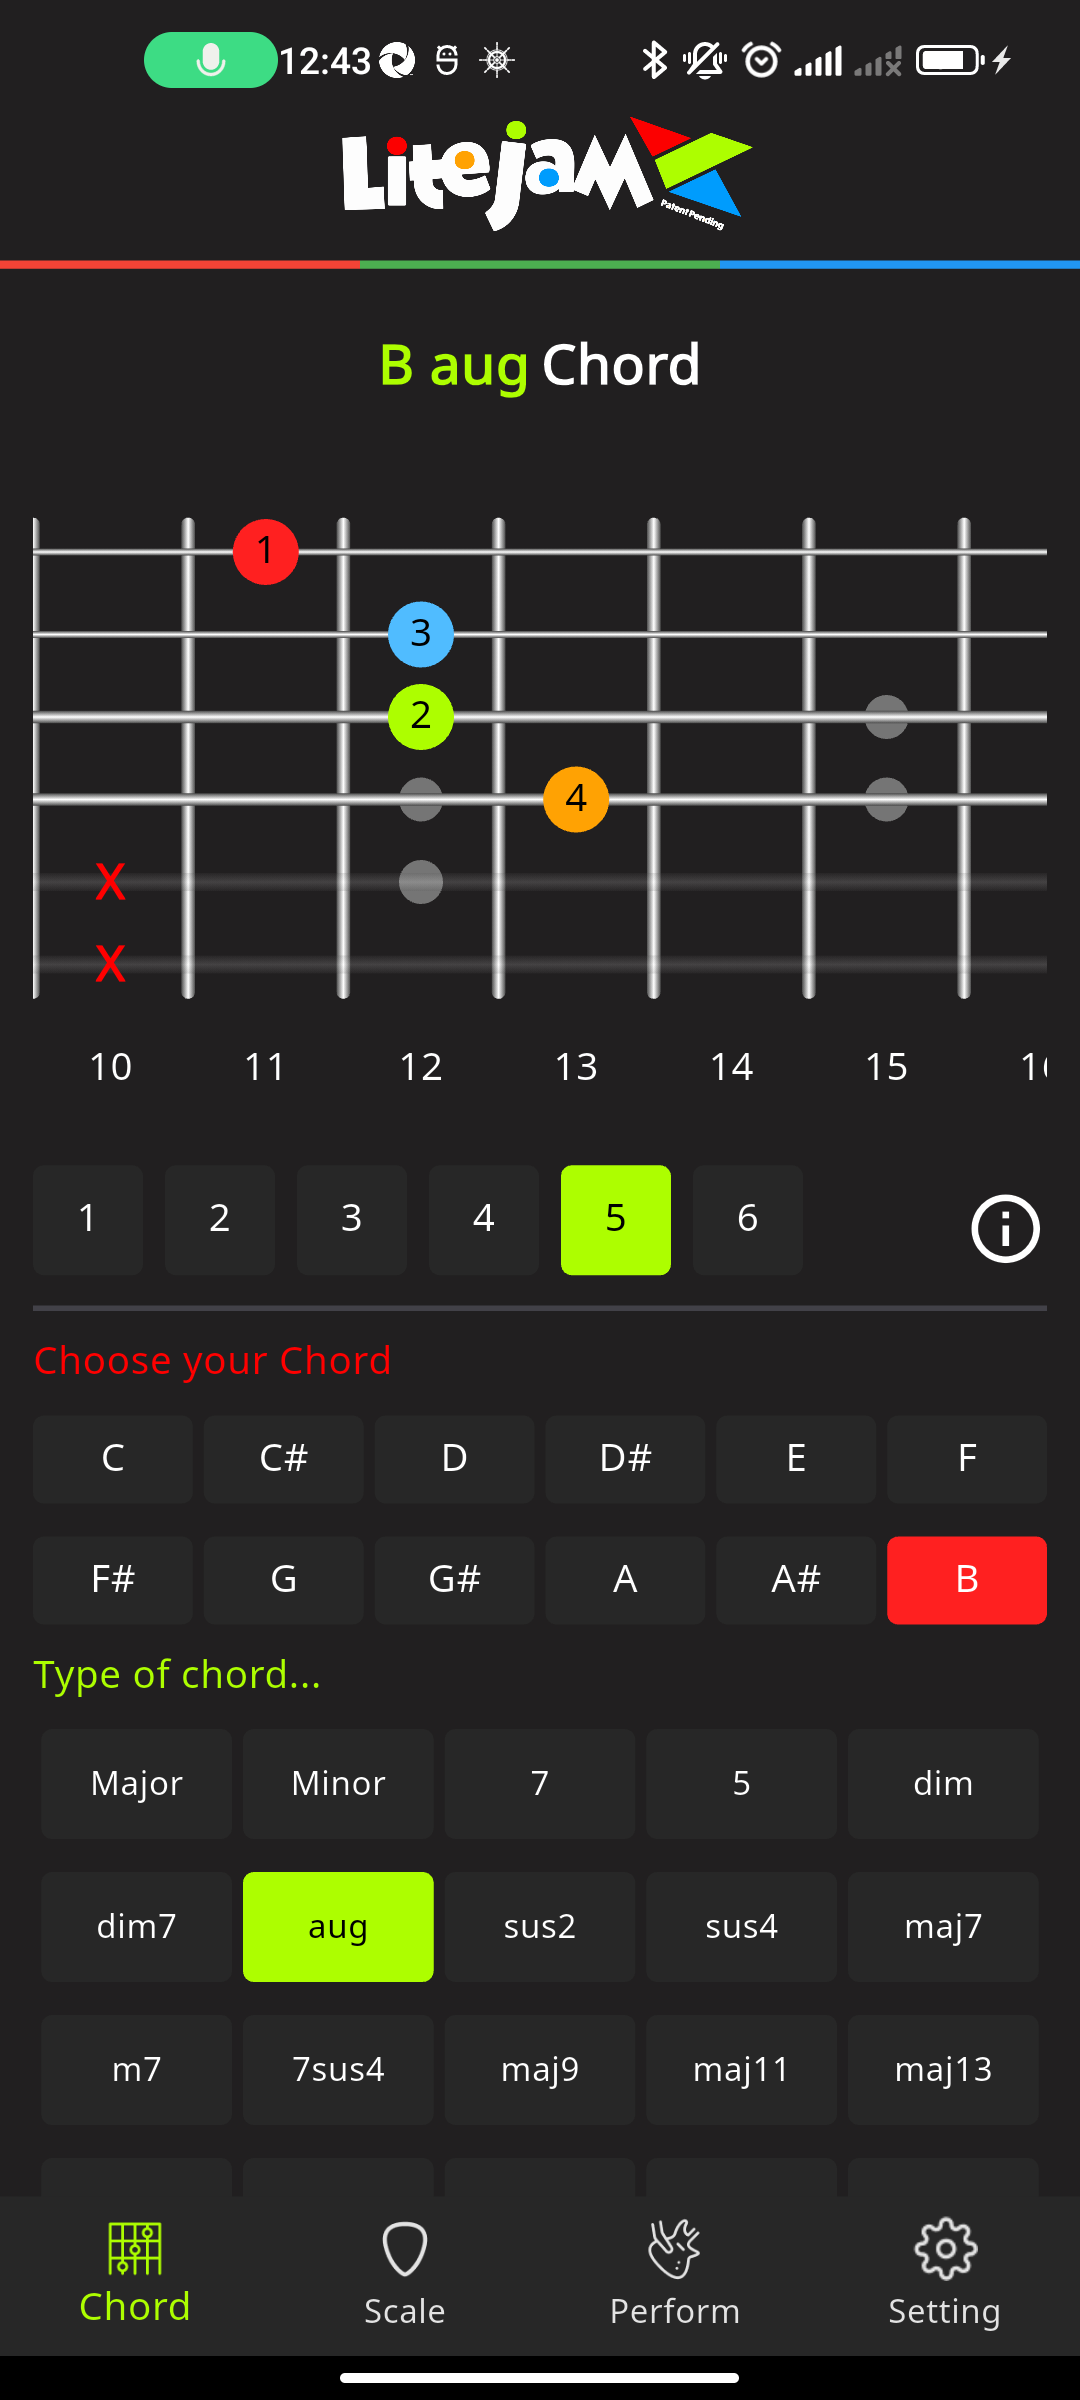 12:43
Litejam
Patent Pending
B aug Chord
1
3
2
4
X
X
10 11 12 13 14 15
1 2 3 4 5 6
Choose your Chord
C C# D D# E F
F# G G# A A# B
Type of chord...
Major Minor 7 5 dim
dim7 aug sus2 sus4 maj7
m7 7sus4 maj9 maj11 maj13
Chord Scale Perform Setting